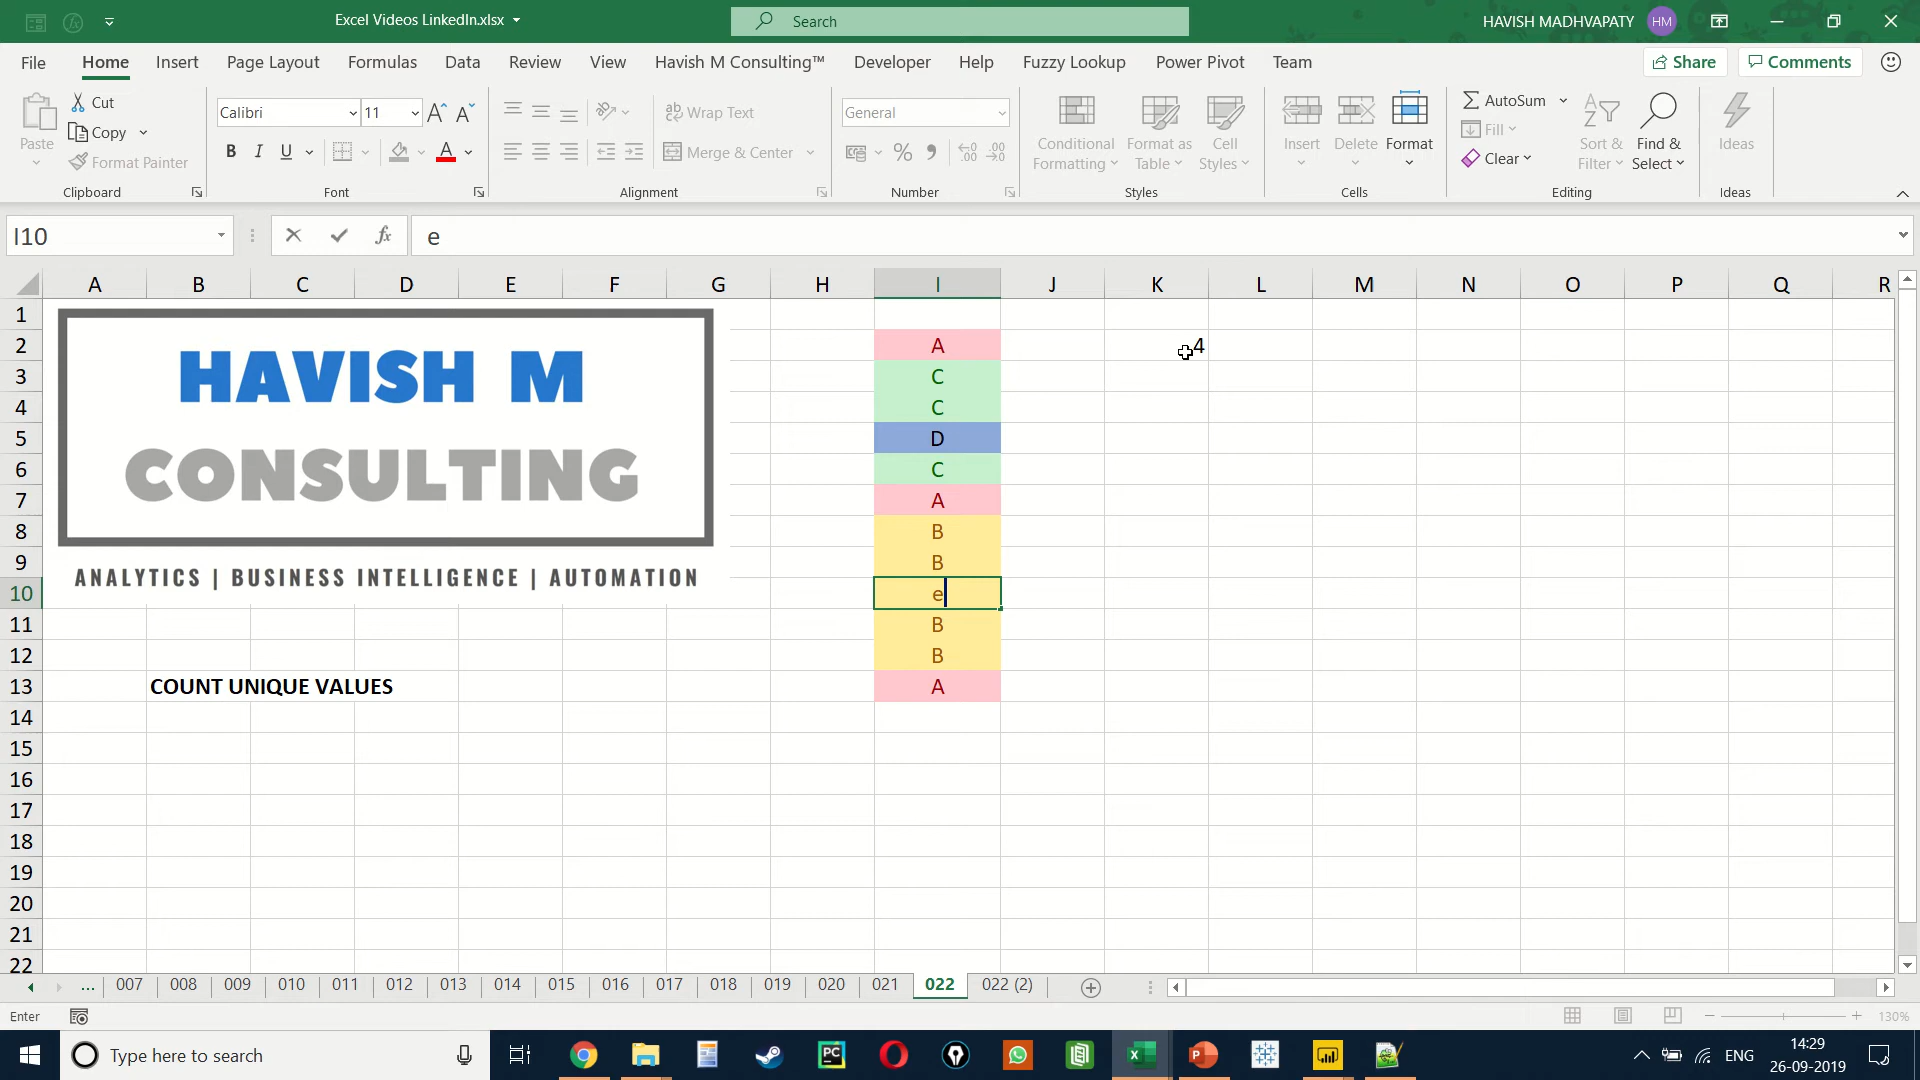 Excel Videos LinkedIn.xlsx
Search
HAVISH MADHVAPATY HM
File Home Insert Page Layout Formulas Data Review View Havish M Consulting™ Developer Help Fuzzy Lookup Power Pivot Team Share Comments
Paste Cut Copy Format Painter
Clipboard
Calibri 11
B I U A
Font
Wrap Text
Merge & Center
Alignment
General
%
Number
Conditional Formatting
Format as Table
Cell Styles
Styles
Insert Delete Format
Cells
AutoSum
Fill
Clear
Sort & Filter
Find & Select
Editing
Ideas
Ideas
I10 fx e
A B C D E F G H I J K L M N O P Q R
1
2 A 4
3 C
4 C
5 D
6 C
7 A
8 B
9 B
10 e
11 B
12 B
13 COUNT UNIQUE VALUES A
14
15
16
17
18
19
20
21
22
HAVISH M
CONSULTING
ANALYTICS | BUSINESS INTELLIGENCE | AUTOMATION
... 007 008 009 010 011 012 013 014 015 016 017 018 019 020 021 022 022 (2)
Enter 130%
Type here to search
PC
ENG
14:29
26-09-2019